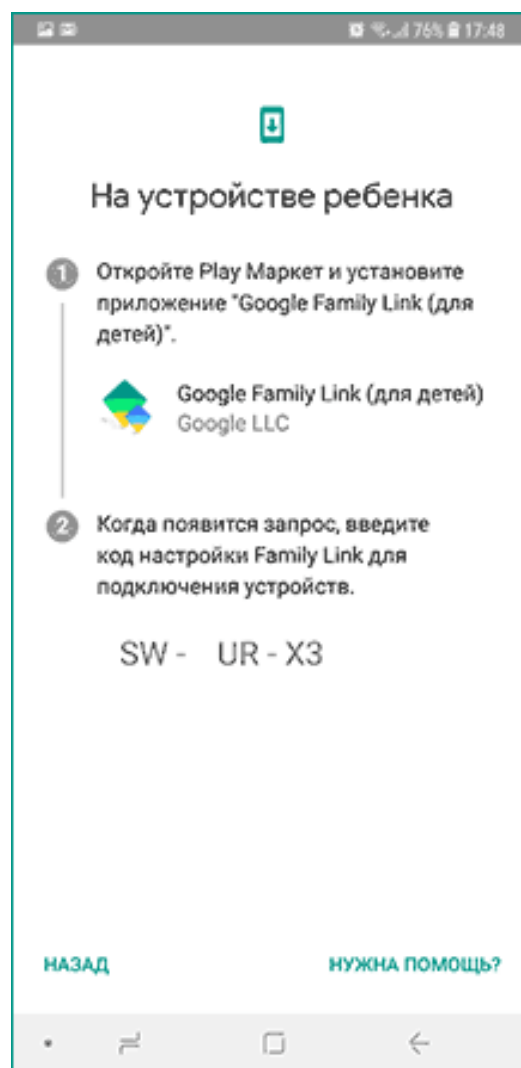 76% 17:48
На устройстве ребенка
1 Откройте Play Маркет и установите
приложение "Google Family Link (для
детей)".
Google Family Link (для детей)
Google LLC
2 Когда появится запрос, введите
код настройки Family Link для
подключения устройств.
SW - UR - X3
НАЗАД НУЖНА ПОМОЩЬ?